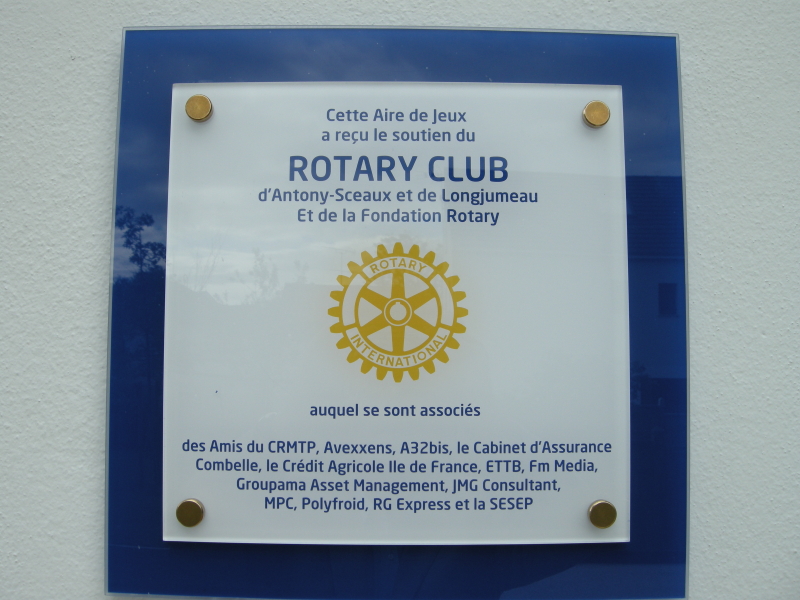 Cette Aire de Jeux
a reçu le soutien du
ROTARY CLUB
d'Antony-Sceaux et de Longjumeau
Et de la Fondation Rotary
ROTARY
INTERNATIONAL
auquel se sont associés
des Amis du CRMTP, Avexxens, A32bis, le Cabinet d'Assurance
Combelle, le Crédit Agricole Ile de France, ETTB, Fm Media,
Groupama Asset Management, JMG Consultant,
MPC, Polyfroid, RG Express et la SESEP